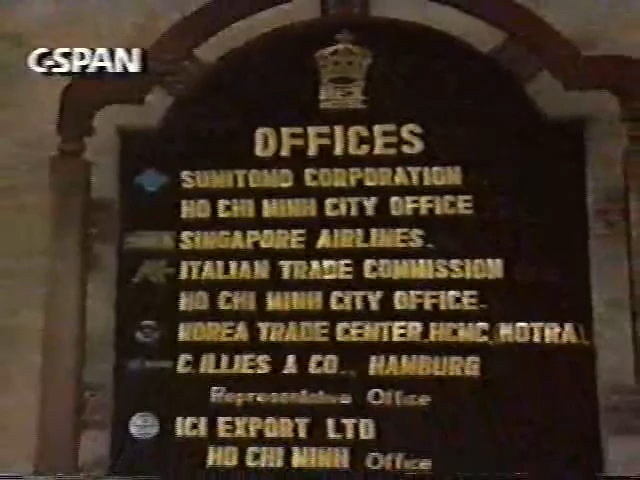 C-SPAN
OFFICES
SUMITOMO CORPORATION
HO CHI MINH CITY OFFICE
SINGAPORE AIRLINES.
ITALIAN TRADE COMMISSION
HO CHI MINH CITY OFFICE.
KOREA TRADE CENTER, HCMC, (KOTRA)
C. ILLIES & CO., HAMBURG
Representative Office
ICI EXPORT LTD
HO CHI MINH Office